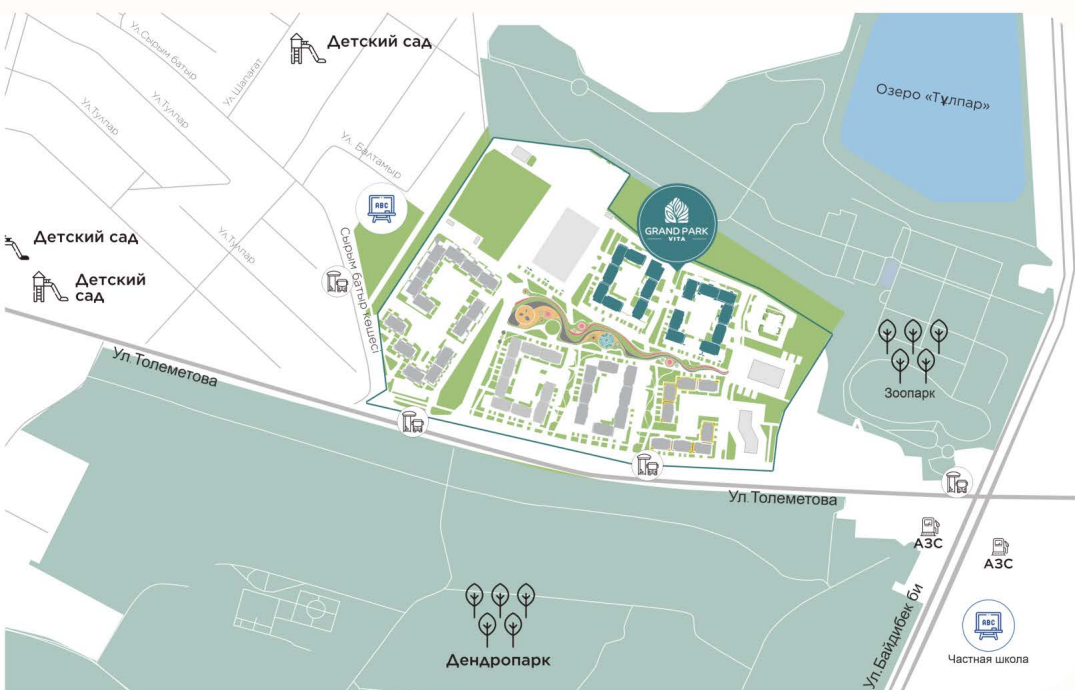 Детский сад
Ул.Сырым батыр
Ул.Шапагат
Ул.Тулпар
Ул.Тулпар
Озеро «Тұлпар»
Ул. Балтамыр
ABC
GRAND PARK
VITA
Детский сад
Ул.Тулпар
Сырым батыр көшесі
Детский
сад
Ул.Толеметова
Зоопарк
Ул.Толеметова
АЗС
АЗС
Ул.Байдибек би
ABC
Частная школа
Дендропарк